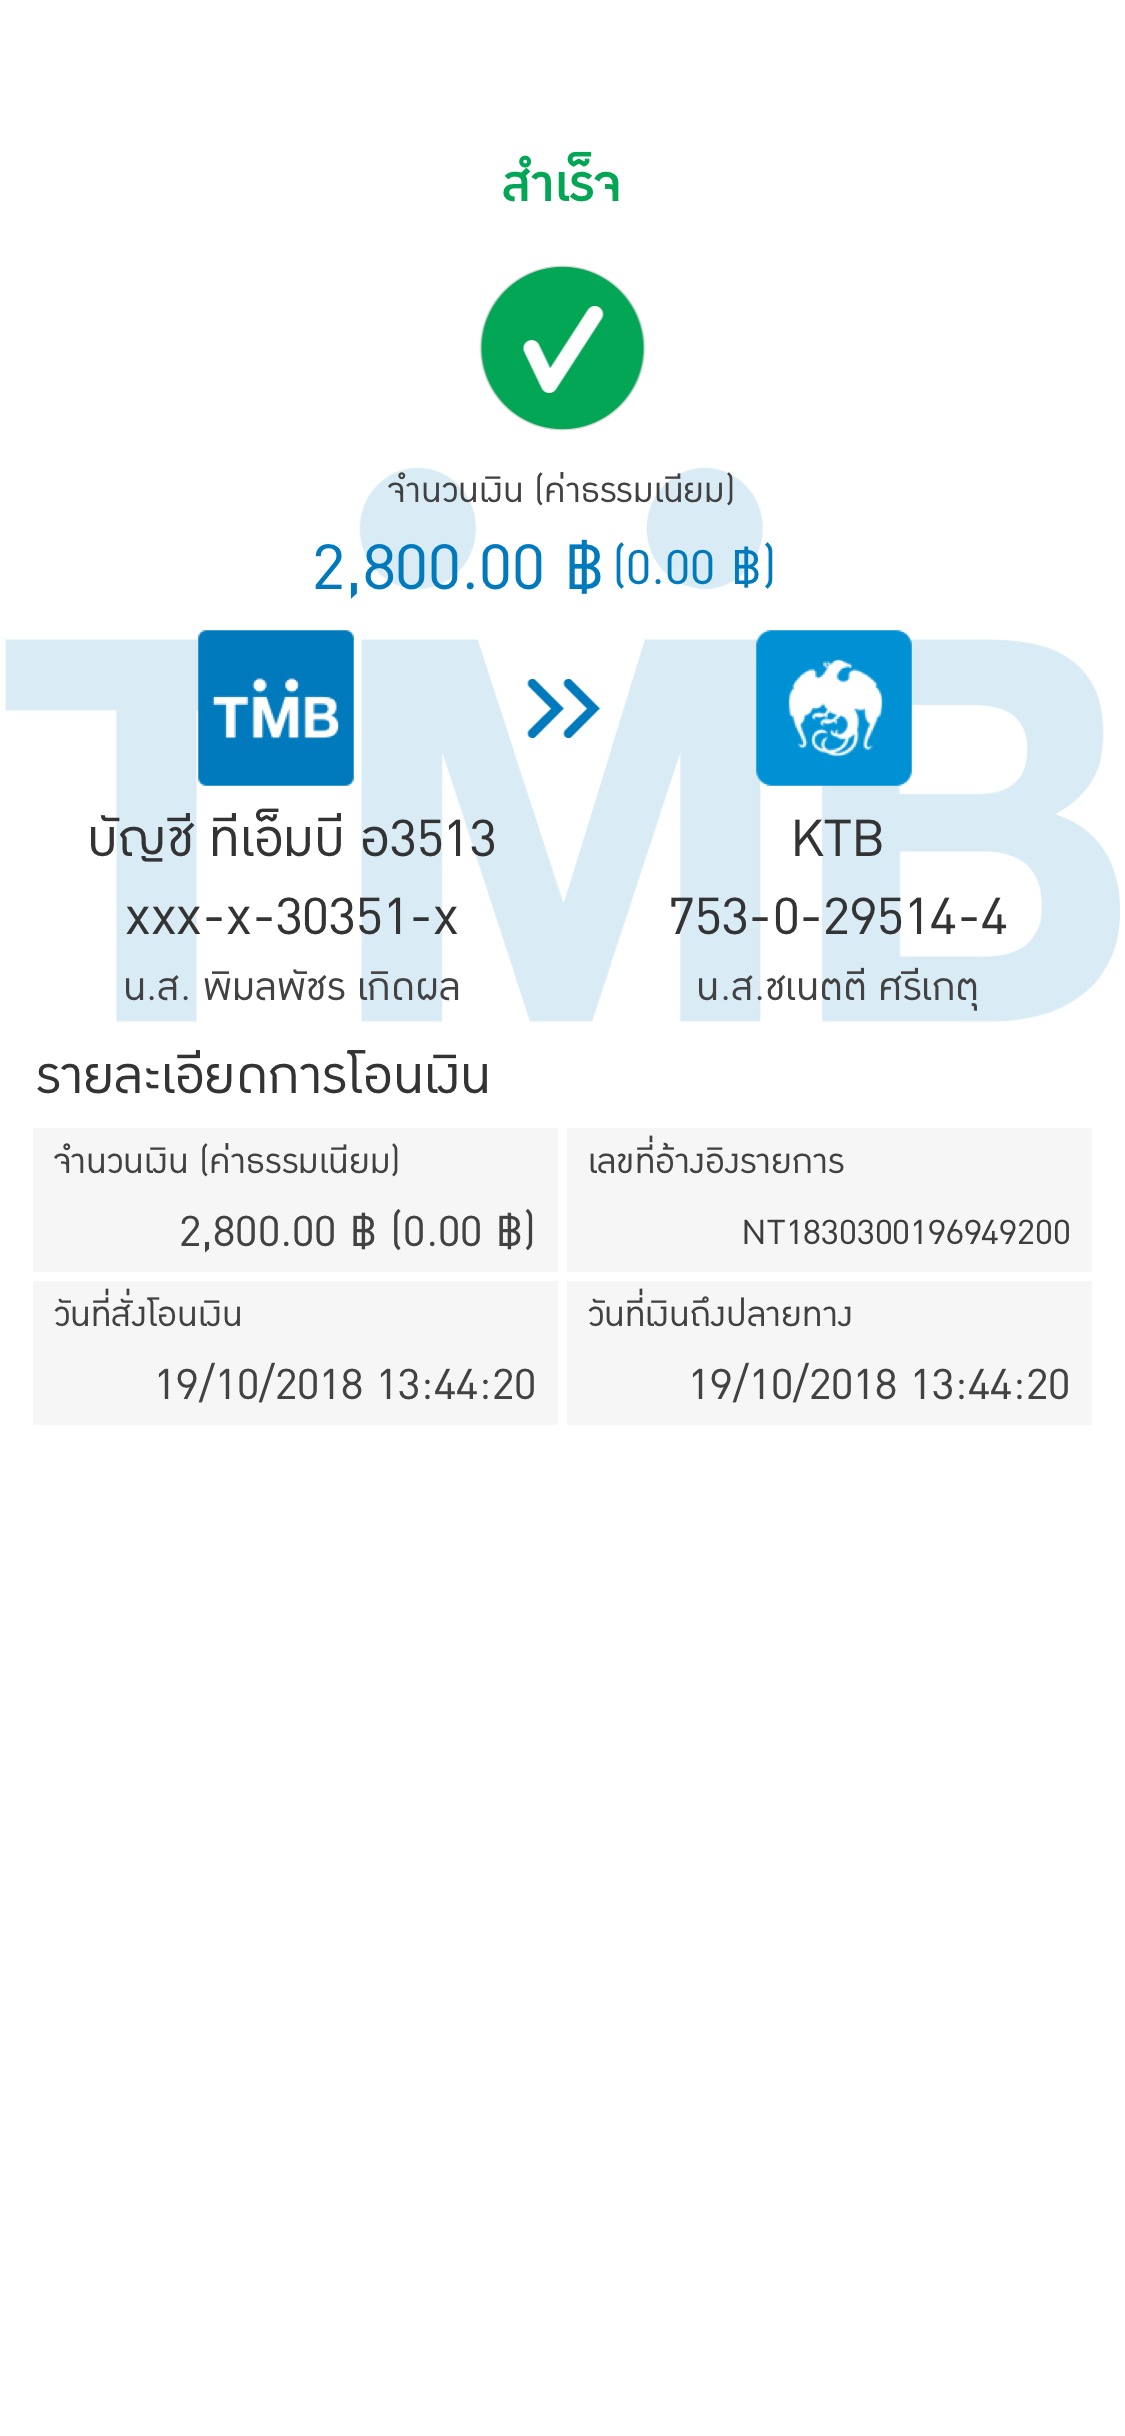 สำเร็จ
จำนวนเงิน (ค่าธรรมเนียม)
2,800.00 ฿ (0.00 ฿)
TMB
บัญชี ทีเอ็มบี อ3513
KTB
xxx-x-30351-x
753-0-29514-4
น.ส. พิมลพัชร เกิดผล
น.ส.ชเนตตี ศรีเกตุ
TMB
รายละเอียดการโอนเงิน
จำนวนเงิน (ค่าธรรมเนียม)
2,800.00 ฿ (0.00 ฿)
เลขที่อ้างอิงรายการ
NT1830300196949200
วันที่สั่งโอนเงิน
19/10/2018 13:44:20
วันที่เงินถึงปลายทาง
19/10/2018 13:44:20